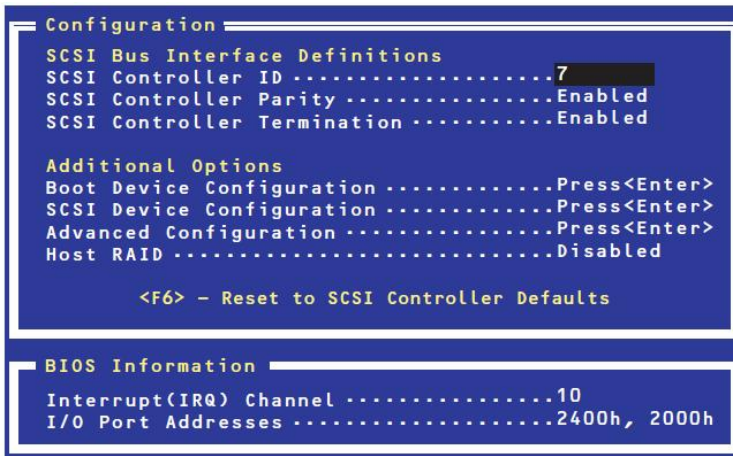 Configuration
SCSI Bus Interface Definitions
SCSI Controller ID ....................7
SCSI Controller Parity ................Enabled
SCSI Controller Termination ...........Enabled
Additional Options
Boot Device Configuration .............Press<Enter>
SCSI Device Configuration .............Press<Enter>
Advanced Configuration ................Press<Enter>
Host RAID .............................Disabled
<F6> – Reset to SCSI Controller Defaults
BIOS Information
Interrupt(IRQ) Channel ................10
I/O Port Addresses ....................2400h, 2000h